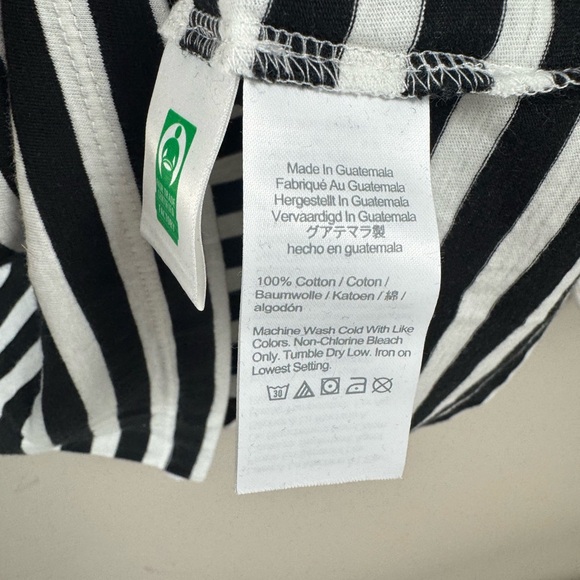 Made In Guatemala
Fabriqué Au Guatemala
Hergestellt In Guatemala
Vervaardigd In Guatemala
グアテマラ製
hecho en guatemala
100% Cotton / Coton /
Baumwolle / Katoen / 綿 /
algodón
Machine Wash Cold With Like
Colors. Non-Chlorine Bleach
Only. Tumble Dry Low. Iron on
Lowest Setting.
30